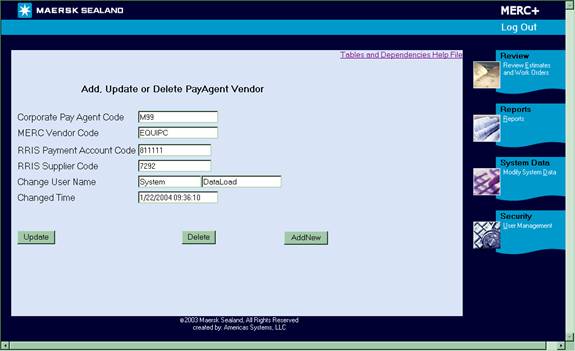 MAERSK SEALAND
MERC+
Log Out
Tables and Dependencies Help File
Add, Update or Delete PayAgent Vendor
Corporate Pay Agent Code M99
MERC Vendor Code EQUIPC
RRIS Payment Account Code 811111
RRIS Supplier Code 7292
Change User Name System DataLoad
Changed Time 1/22/2004 09:36:10
Update Delete AddNew
Review
Review Estimates
and Work Orders
Reports
Reports
System Data
Modify System Data
Security
User Management
©2003 Maersk Sealand, All Rights Reserved
created by: Americas Systems, LLC